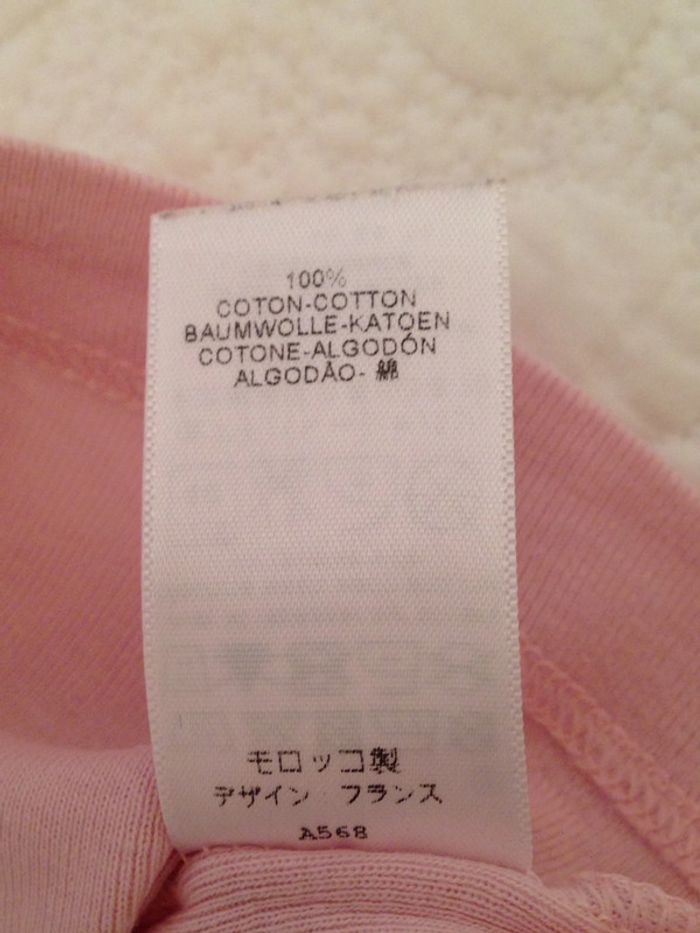 100%
COTON-COTTON
BAUMWOLLE-KATOEN
COTONE-ALGODÓN
ALGODÃO- 綿
モロッコ製
デザイン フランス
A568